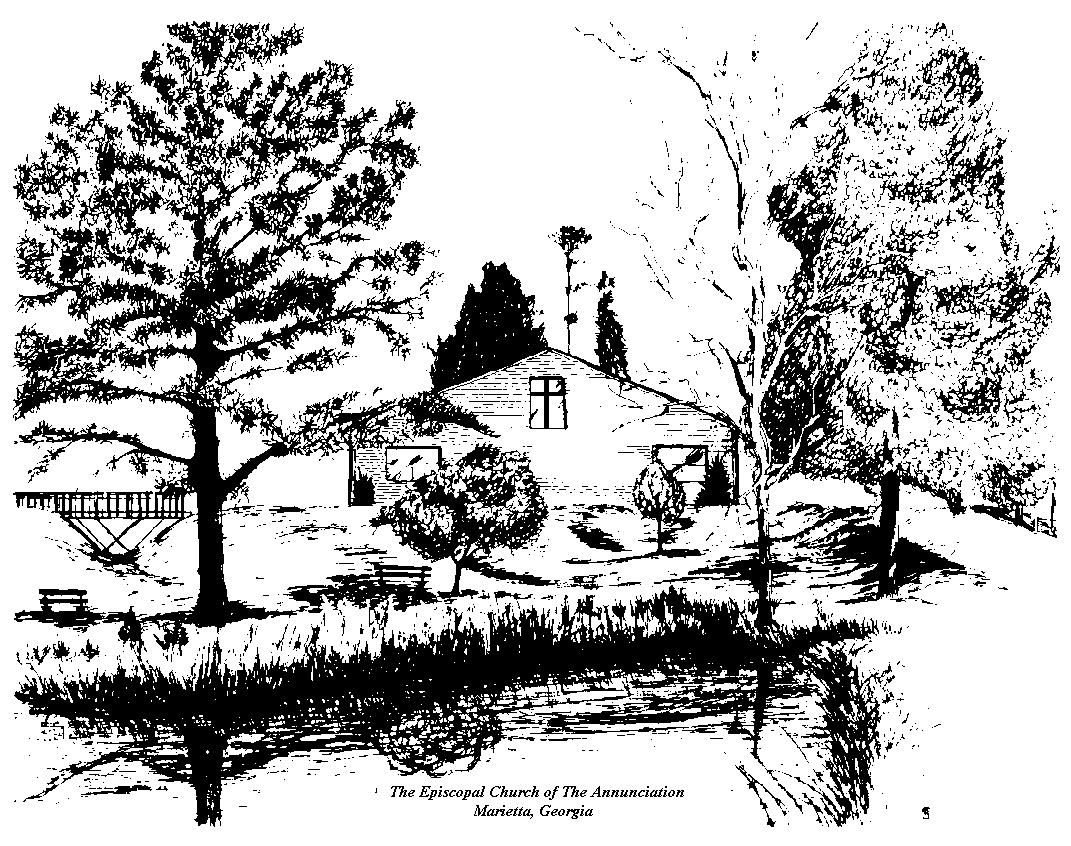 The Episcopal Church of The Annunciation
Marietta, Georgia